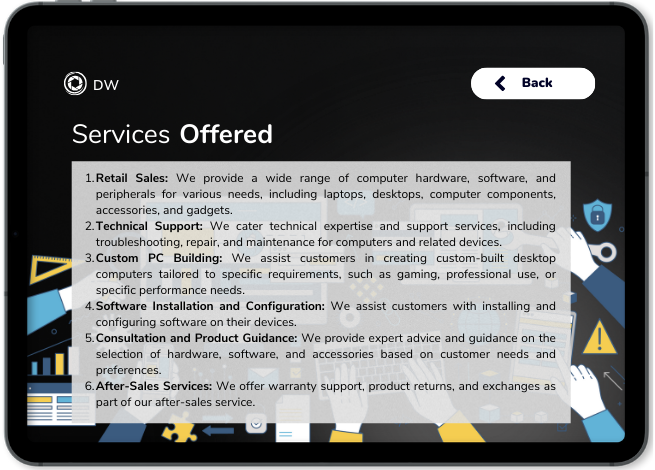 DW
Back
Services Offered
1. Retail Sales: We provide a wide range of computer hardware, software, and
peripherals for various needs, including laptops, desktops, computer components,
accessories, and gadgets.
2. Technical Support: We cater technical expertise and support services, including
troubleshooting, repair, and maintenance for computers and related devices.
3. Custom PC Building: We assist customers in creating custom-built desktop
computers tailored to specific requirements, such as gaming, professional use, or
specific performance needs.
4. Software Installation and Configuration: We assist customers with installing and
configuring software on their devices.
5. Consultation and Product Guidance: We provide expert advice and guidance on the
selection of hardware, software, and accessories based on customer needs and
preferences.
6. After-Sales Services: We offer warranty support, product returns, and exchanges as
part of our after-sales service.